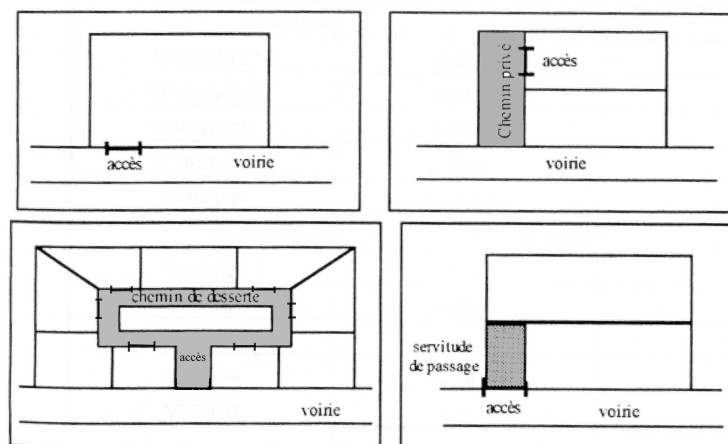 accès
voirie
Chemin privé
accès
voirie
chemin de desserte
accès
voirie
servitude
de passage
accès
voirie